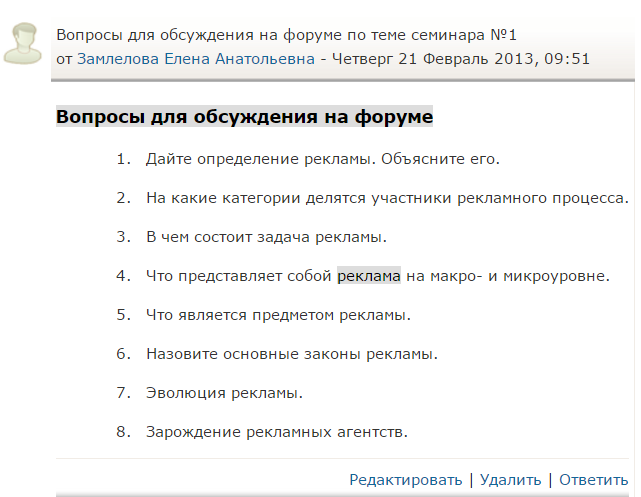 Вопросы для обсуждения на форуме по теме семинара №1
от Замлелова Елена Анатольевна - Четверг 21 Февраль 2013, 09:51
Вопросы для обсуждения на форуме
1. Дайте определение рекламы. Объясните его.
2. На какие категории делятся участники рекламного процесса.
3. В чем состоит задача рекламы.
4. Что представляет собой реклама на макро- и микроуровне.
5. Что является предметом рекламы.
6. Назовите основные законы рекламы.
7. Эволюция рекламы.
8. Зарождение рекламных агентств.
Редактировать | Удалить | Ответить